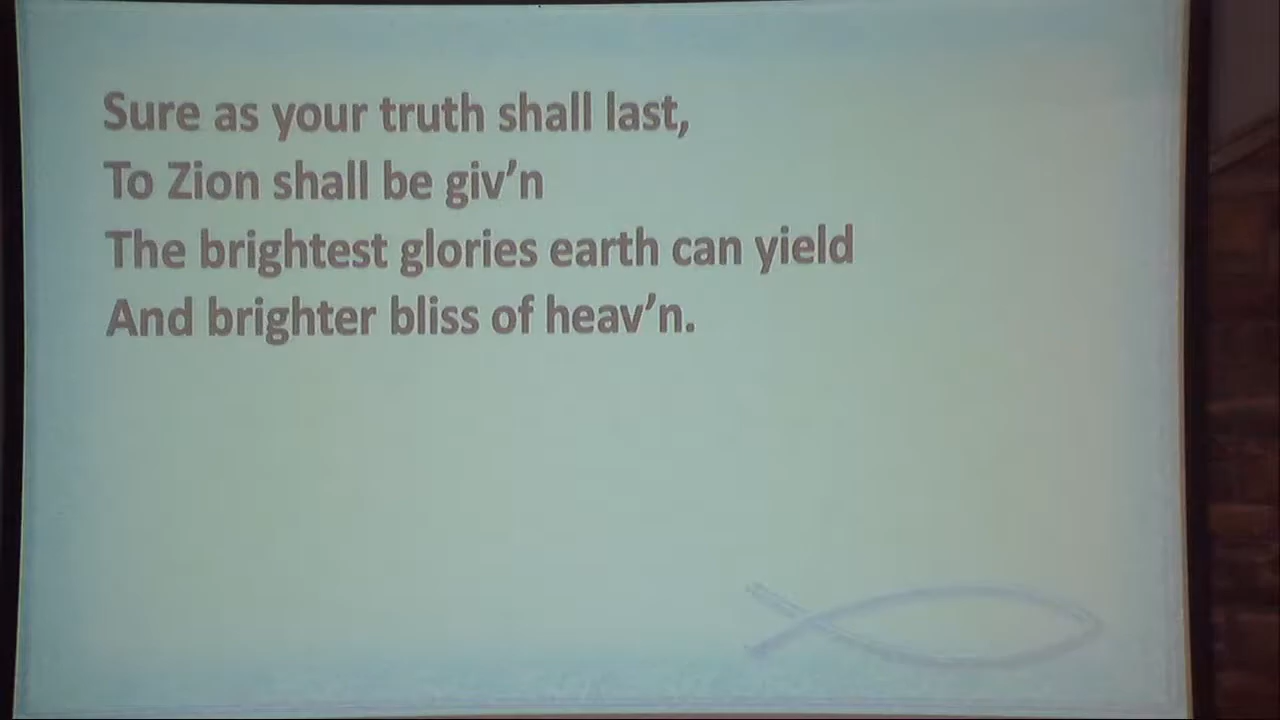 Sure as your truth shall last,
To Zion shall be giv’n
The brightest glories earth can yield
And brighter bliss of heav’n.